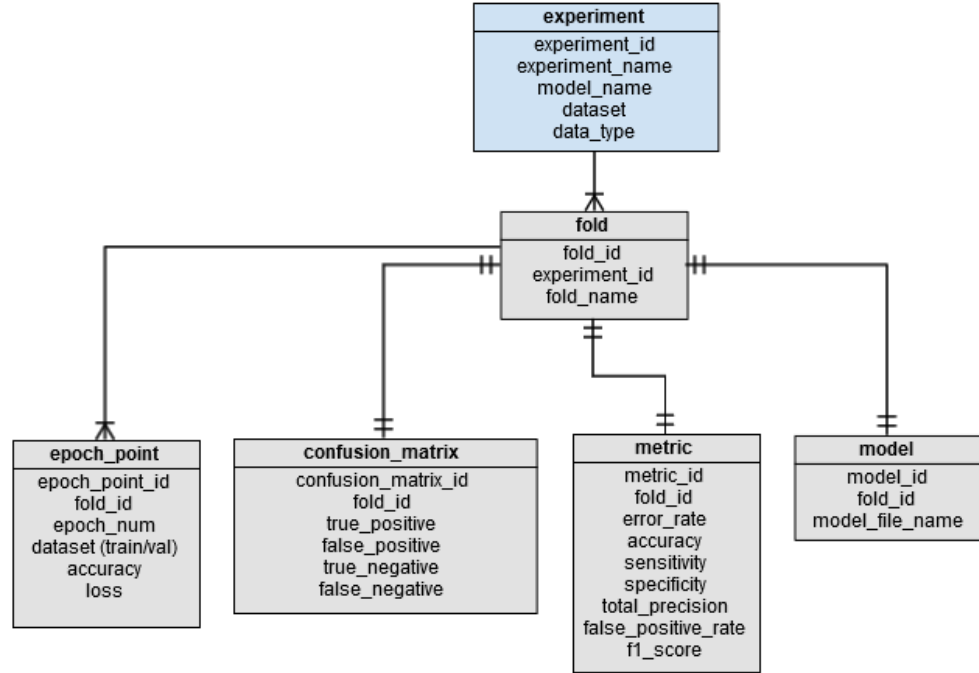 experiment
experiment_id
experiment_name
model_name
dataset
data_type
fold
fold_id
experiment_id
fold_name
epoch_point
epoch_point_id
fold_id
epoch_num
dataset (train/val)
accuracy
loss
confusion_matrix
confusion_matrix_id
fold_id
true_positive
false_positive
true_negative
false_negative
metric
metric_id
fold_id
error_rate
accuracy
sensitivity
specificity
total_precision
false_positive_rate
f1_score
model
model_id
fold_id
model_file_name